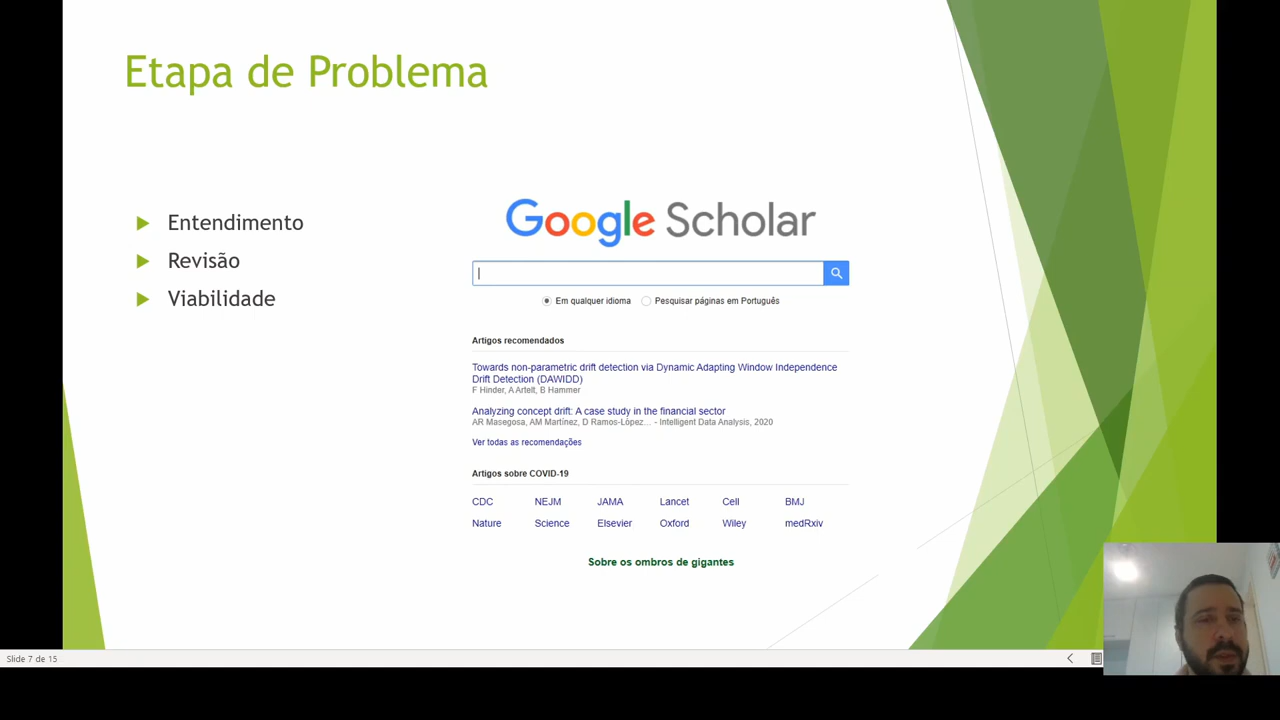 Etapa de Problema
Entendimento
Revisão
Viabilidade
Google Scholar
Em qualquer idioma
Pesquisar páginas em Português
Artigos recomendados
Towards non-parametric drift detection via Dynamic Adapting Window Independence
Drift Detection (DAWIDD)
F Hinder, A Artelt, B Hammer
Analyzing concept drift: A case study in the financial sector
AR Masegosa, AM Martínez, D Ramos-López... - Intelligent Data Analysis, 2020
Ver todas as recomendações
Artigos sobre COVID-19
CDC NEJM JAMA Lancet Cell BMJ
Nature Science Elsevier Oxford Wiley medRxiv
Sobre os ombros de gigantes
Slide 7 de 15